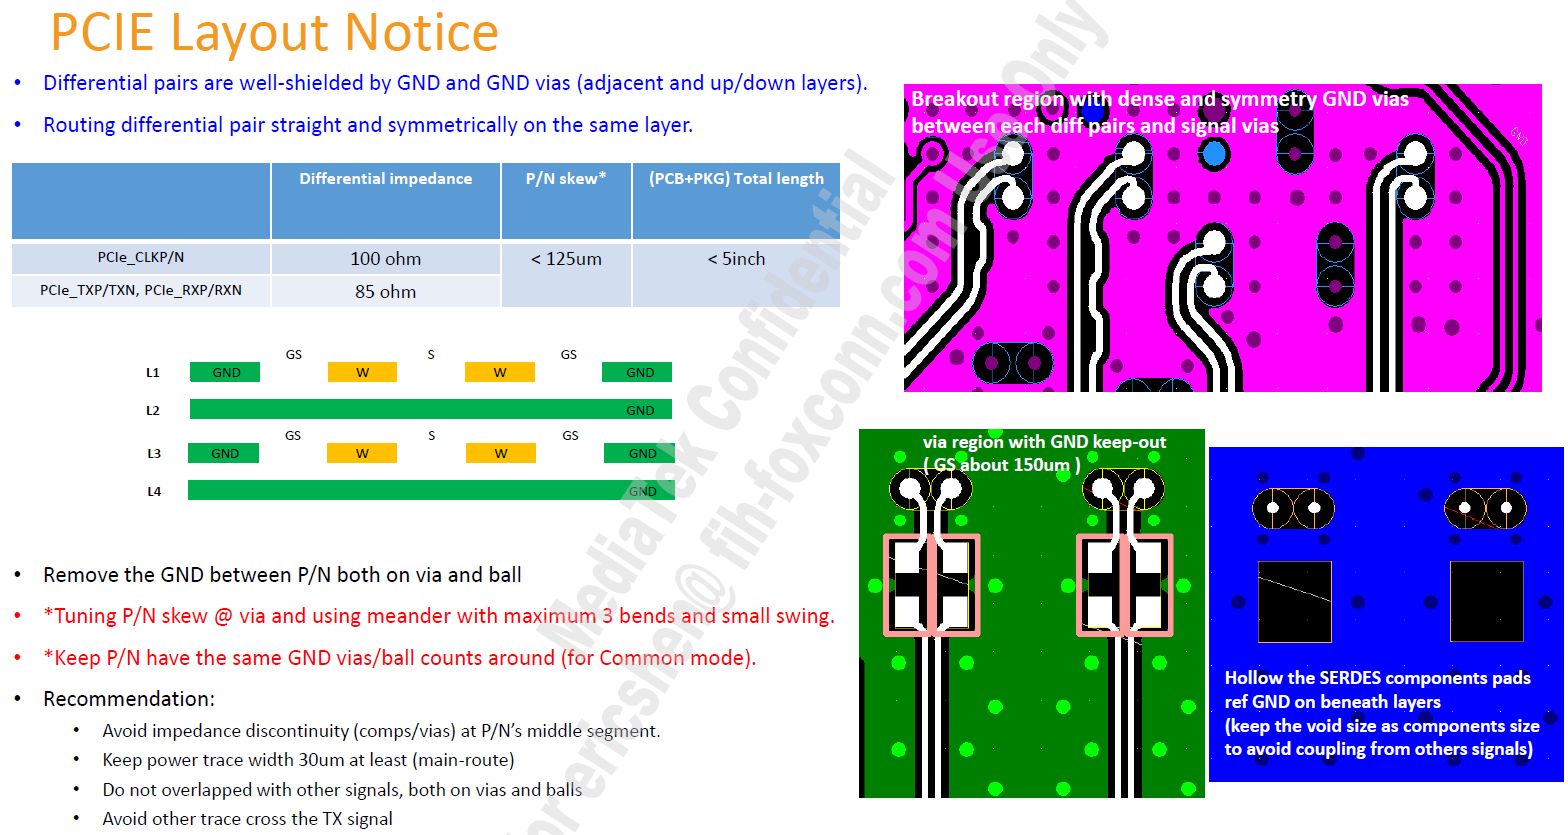 PCIE Layout Notice
• Differential pairs are well-shielded by GND and GND vias (adjacent and up/down layers).
• Routing differential pair straight and symmetrically on the same layer.
Differential impedance P/N skew* (PCB+PKG) Total length
PCIe_CLKP/N 100 ohm < 125um < 5inch
PCIe_TXP/TXN, PCIe_RXP/RXN 85 ohm
GS S GS
L1 GND W W GND
L2 GND
GS S GS
L3 GND W W GND
L4 GND
• Remove the GND between P/N both on via and ball
• *Tuning P/N skew @ via and using meander with maximum 3 bends and small swing.
• *Keep P/N have the same GND vias/ball counts around (for Common mode).
• Recommendation:
• Avoid impedance discontinuity (comps/vias) at P/N's middle segment.
• Keep power trace width 30um at least (main-route)
• Do not overlapped with other signals, both on vias and balls
• Avoid other trace cross the TX signal
Breakout region with dense and symmetry GND vias
between each diff pairs and signal vias
GND
via region with GND keep-out
( GS about 150um )
Hollow the SERDES components pads
ref GND on beneath layers
(keep the void size as components size
to avoid coupling from others signals)
MediaTek Confidential
for ericshen@ fih-foxconn.com Use Only